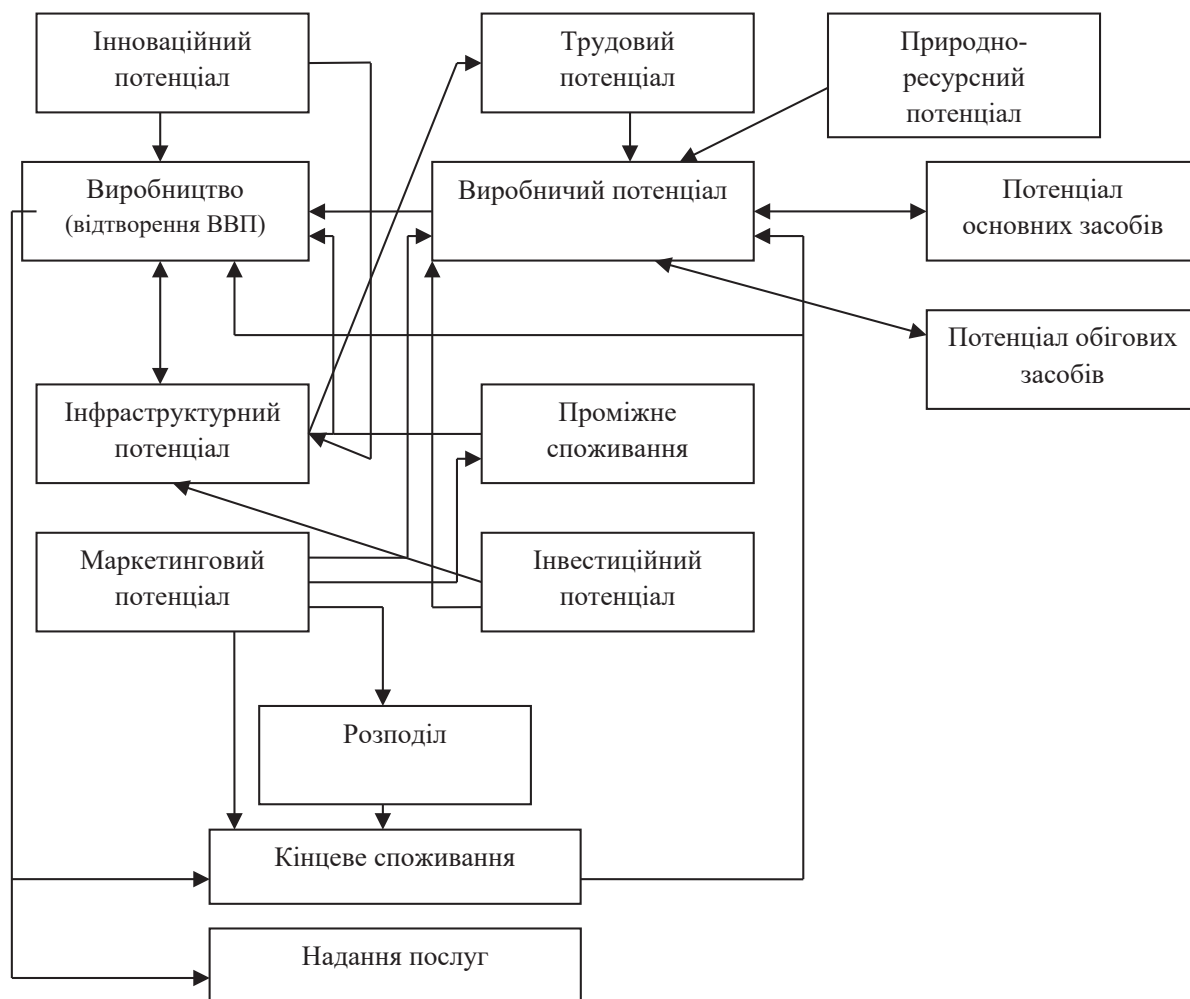 Інноваційний
потенціал
Трудовий
потенціал
Природно-
ресурсний
потенціал
Виробництво
(відтворення ВВП)
Виробничий потенціал
Потенціал
основних засобів
Потенціал обігових
засобів
Інфраструктурний
потенціал
Проміжне
споживання
Маркетинговий
потенціал
Інвестиційний
потенціал
Розподіл
Кінцеве споживання
Надання послуг